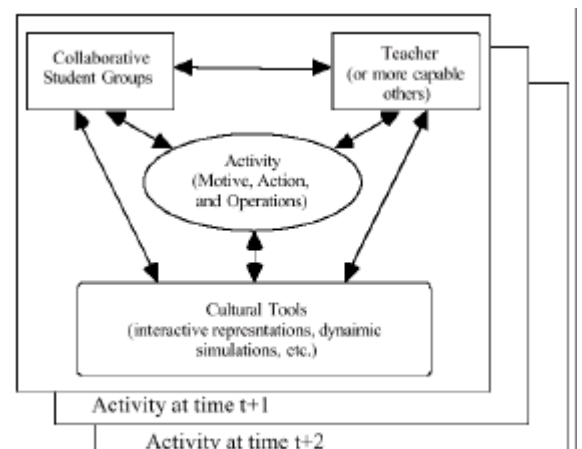 Collaborative
Student Groups
Teacher
(or more capable
others)
Activity
(Motive, Action,
and Operations)
Cultural Tools
(interactive represntations, dynaimic
simulations, etc.)
Activity at time t+1
Activity at time t+2